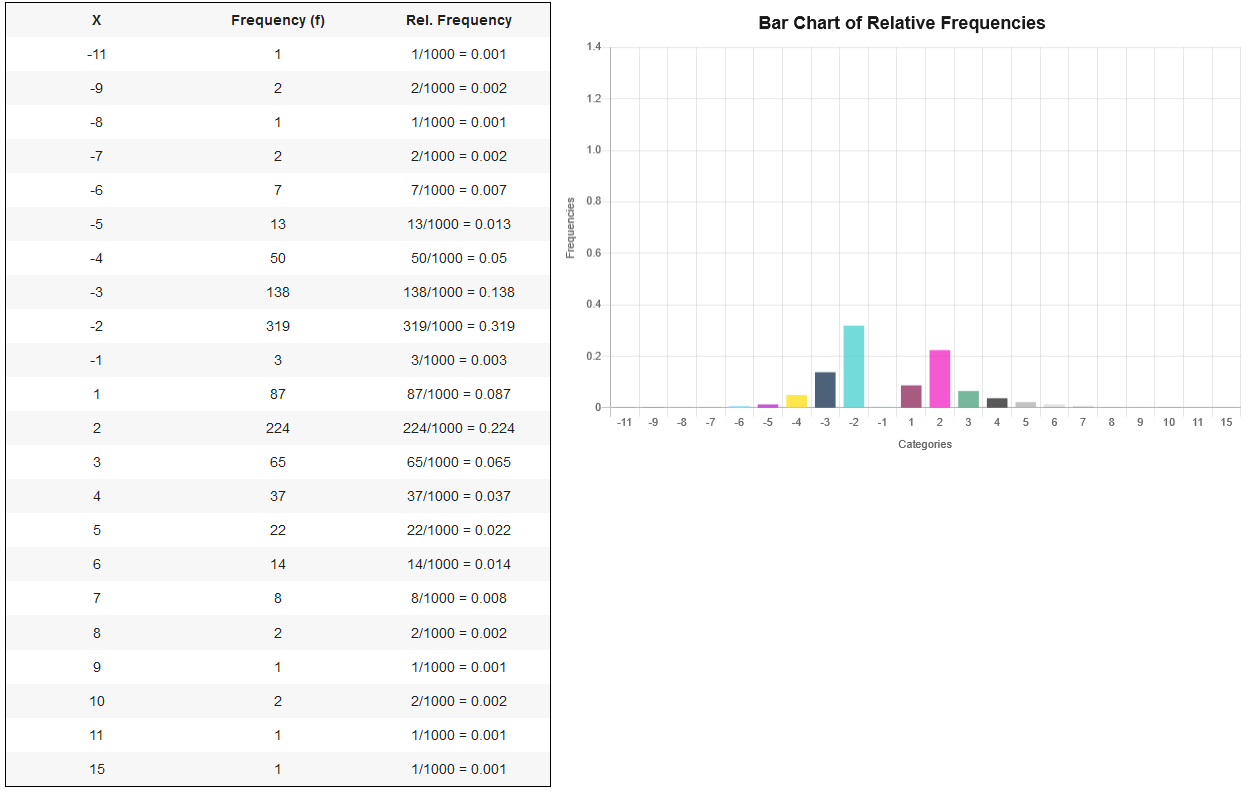 X Frequency (f) Rel. Frequency
-11 1 1/1000 = 0.001
-9 2 2/1000 = 0.002
-8 1 1/1000 = 0.001
-7 2 2/1000 = 0.002
-6 7 7/1000 = 0.007
-5 13 13/1000 = 0.013
-4 50 50/1000 = 0.05
-3 138 138/1000 = 0.138
-2 319 319/1000 = 0.319
-1 3 3/1000 = 0.003
1 87 87/1000 = 0.087
2 224 224/1000 = 0.224
3 65 65/1000 = 0.065
4 37 37/1000 = 0.037
5 22 22/1000 = 0.022
6 14 14/1000 = 0.014
7 8 8/1000 = 0.008
8 2 2/1000 = 0.002
9 1 1/1000 = 0.001
10 2 2/1000 = 0.002
11 1 1/1000 = 0.001
15 1 1/1000 = 0.001
Bar Chart of Relative Frequencies
1.4
1.2
1.0
0.8
0.6
0.4
0.2
0
Frequencies
-11 -9 -8 -7 -6 -5 -4 -3 -2 -1 1 2 3 4 5 6 7 8 9 10 11 15
Categories